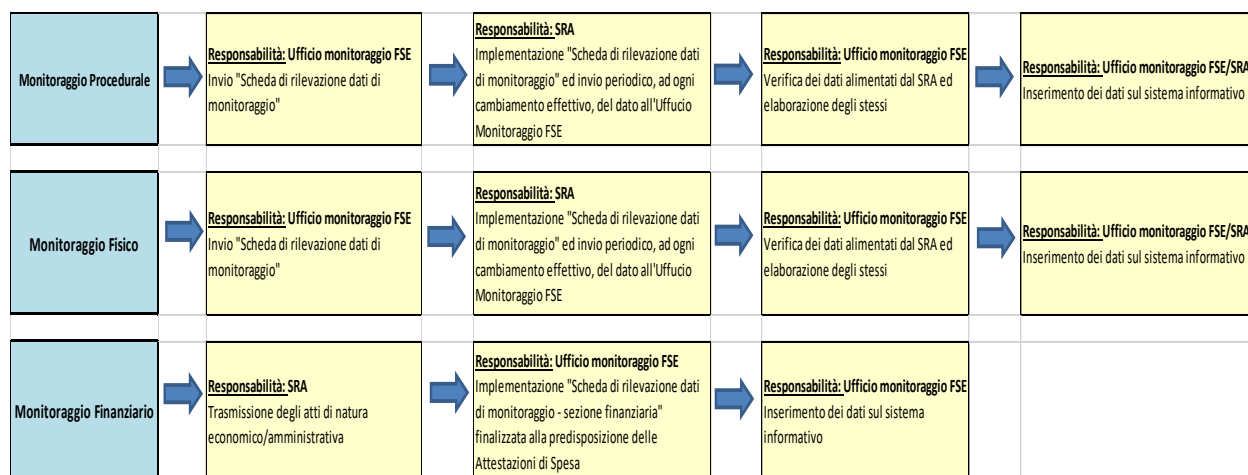 Monitoraggio Procedurale
Responsabilità: Ufficio monitoraggio FSE
Invio "Scheda di rilevazione dati di
monitoraggio"
Responsabilità: SRA
Implementazione "Scheda di rilevazione dati
di monitoraggio" ed invio periodico, ad ogni
cambiamento effettivo, del dato all'Uffucio
Monitoraggio FSE
Responsabilità: Ufficio monitoraggio FSE
Verifica dei dati alimentati dal SRA ed
elaborazione degli stessi
Responsabilità: Ufficio monitoraggio FSE/SRA
Inserimento dei dati sul sistema informativo
Monitoraggio Fisico
Responsabilità: Ufficio monitoraggio FSE
Invio "Scheda di rilevazione dati di
monitoraggio"
Responsabilità: SRA
Implementazione "Scheda di rilevazione dati
di monitoraggio" ed invio periodico, ad ogni
cambiamento effettivo, del dato all'Uffucio
Monitoraggio FSE
Responsabilità: Ufficio monitoraggio FSE
Verifica dei dati alimentati dal SRA ed
elaborazione degli stessi
Responsabilità: Ufficio monitoraggio FSE/SRA
Inserimento dei dati sul sistema informativo
Monitoraggio Finanziario
Responsabilità: SRA
Trasmissione degli atti di natura
economico/amministrativa
Responsabilità: Ufficio monitoraggio FSE
Implementazione "Scheda di rilevazione dati
di monitoraggio - sezione finanziaria"
finalizzata alla predisposizione delle
Attestazioni di Spesa
Responsabilità: Ufficio monitoraggio FSE
Inserimento dei dati sul sistema
informativo